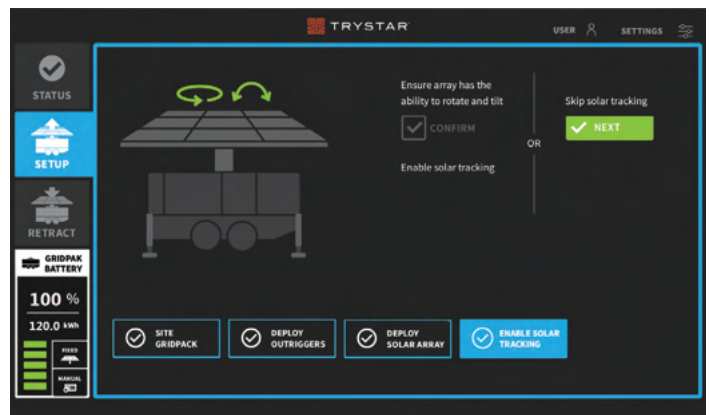 TRYSTAR
USER
SETTINGS
STATUS
SETUP
RETRACT
GRIDPAK
BATTERY
100 %
120.0 kWh
FIXED
MANUAL
Ensure array has the
ability to rotate and tilt
CONFIRM
Enable solar tracking
OR
Skip solar tracking
NEXT
SITE
GRIDPACK
DEPLOY
OUTRIGGERS
DEPLOY
SOLAR ARRAY
ENABLE SOLAR
TRACKING